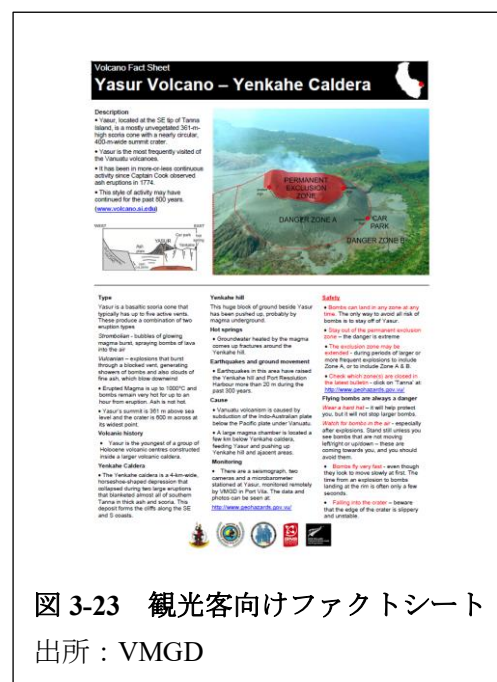 Volcano Fact Sheet
Yasur Volcano – Yenkahe Caldera
Description
• Yasur, located at the SE tip of Tanna
Island, is a mostly unvegetated 361-m-
high scoria cone with a nearly circular,
400-m-wide summit crater.
• Yasur is the most frequently visited of
the Vanuatu volcanoes.
• It has been in more-or-less continuous
activity since Captain Cook observed
ash eruptions in 1774.
• This style of activity may have
continued for the past 800 years.
(www.volcano.si.edu)
WEST
EAST
YASUR
Car park
Ash plain
Yenkahe
PERMANENT
EXCLUSION
ZONE
DANGER ZONE A
CAR
PARK
DANGER ZONE B
Type
Yasur is a basaltic scoria cone that
typically has up to five active vents.
These produce a combination of two
eruption types
Strombolian - bubbles of glowing
magma burst, spraying bombs of lava
into the air
Vulcanian – explosions that burst
through a blocked vent, generating
showers of bombs and also clouds of
fine ash, which blow downwind
• Erupted Magma is up to 1000°C and
bombs remain very hot for up to an
hour from eruption. Ash is not hot.
• Yasur's summit is 361 m above sea
level and the crater is 600 m across at
its widest point.
Volcanic history
• Yasur is the youngest of a group of
Holocene volcanic centres constructed
inside a larger volcanic caldera.
Yenkahe Caldera
• The Yenkahe caldera is a 4-km-wide,
horseshoe-shaped depression that
collapsed during two large eruptions
that blanketed almost all of southern
Tanna in thick ash and scoria. This
deposit forms the cliffs along the SE
and S coasts.
Yenkahe hill
This huge block of ground beside Yasur
has been pushed up, probably by
magma underground.
Hot springs
• Groundwater heated by the magma
comes up fractures around the
Yenkahe hill.
Earthquakes and ground movement
• Earthquakes in this area have raised
the Yenkahe hill and Port Resolution
Harbour more than 20 m during the
past 300 years.
Cause
• Vanuatu volcanism is caused by
subduction of the Indo-Australian plate
below the Pacific plate under Vanuatu.
• A large magma chamber is located a
few km below Yenkahe caldera,
feeding Yasur and pushing up
Yenkahe hill and ajacent areas.
Monitoring
• There are a seismograph, two
cameras and a microbarometer
stationed at Yasur, monitored remotely
by VMGD in Port Vila. The data and
photos can be seen at:
http://www.geohazards.gov.vu/
Safety
• Bombs can land in any zone at any
time. The only way to avoid all risk of
bombs is to stay off of Yasur.
• Stay out of the permanent exclusion
zone – the danger is extreme
• The exclusion zone may be
extended - during periods of larger or
more frequent explosions to include
Zone A, or to include Zone A & B.
• Check which zone(s) are closed in
the latest bulletin - click on 'Tanna' at:
http://www.geohazards.gov.vu/
Flying bombs are always a danger
Wear a hard hat – it will help protect
you, but it will not stop larger bombs.
Watch for bombs in the air - especially
after explosions. Stand still unless you
see bombs that are not moving
left/right or up/down – these are
coming towards you, and you should
avoid them.
• Bombs fly very fast - even though
they look to move slowly at first. The
time from an explosion to bombs
landing at the rim is often only a few
seconds.
• Falling into the crater – beware
that the edge of the crater is slippery
and unstable.
図 3-23 観光客向けファクトシート
出所：VMGD